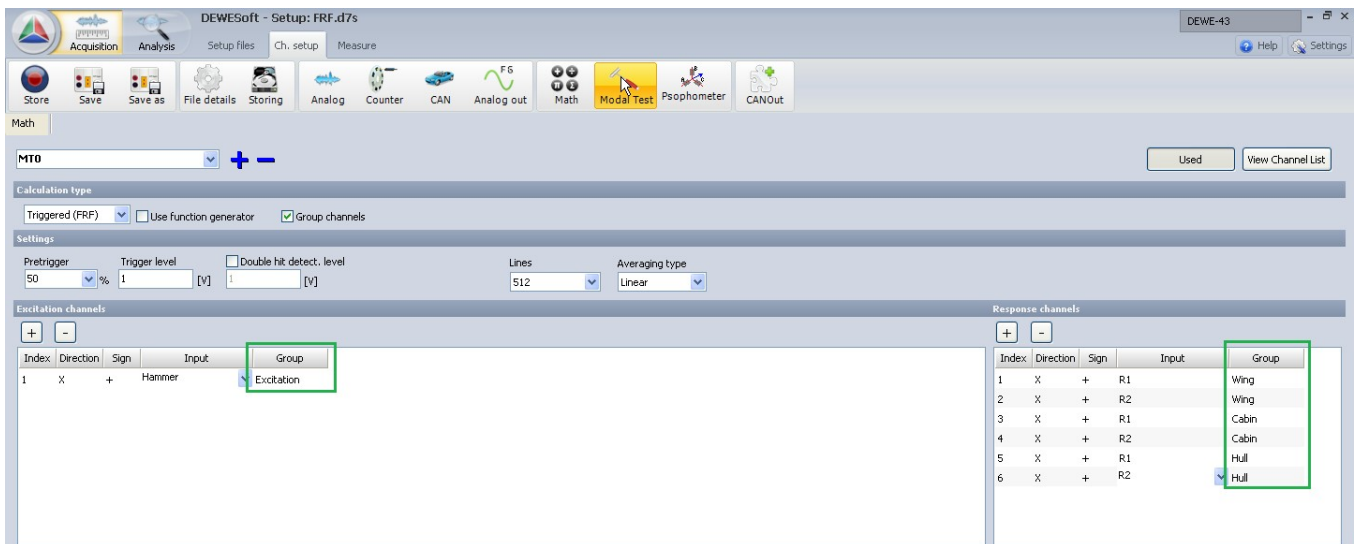 DEWESoft - Setup: FRF.d7s
DEWE-43
Acquisition Analysis Setup files Ch. setup Measure
Help Settings
F6
Store Save Save as File details Storing Analog Counter CAN Analog out Math Modal Test Psophometer CANOut
Math
MT0 Used View Channel List
Calculation type
Triggered (FRF) Use function generator Group channels
Settings
Pretrigger Trigger level Double hit detect. level Lines Averaging type
50 % 1 [V] 1 [V] 512 Linear
Excitation channels Response channels
+ - + -
Index Direction Sign Input Group Index Direction Sign Input Group
1 X + Hammer Excitation 1 X + R1 Wing
2 X + R2 Wing
3 X + R1 Cabin
4 X + R2 Cabin
5 X + R1 Hull
6 X + R2 Hull